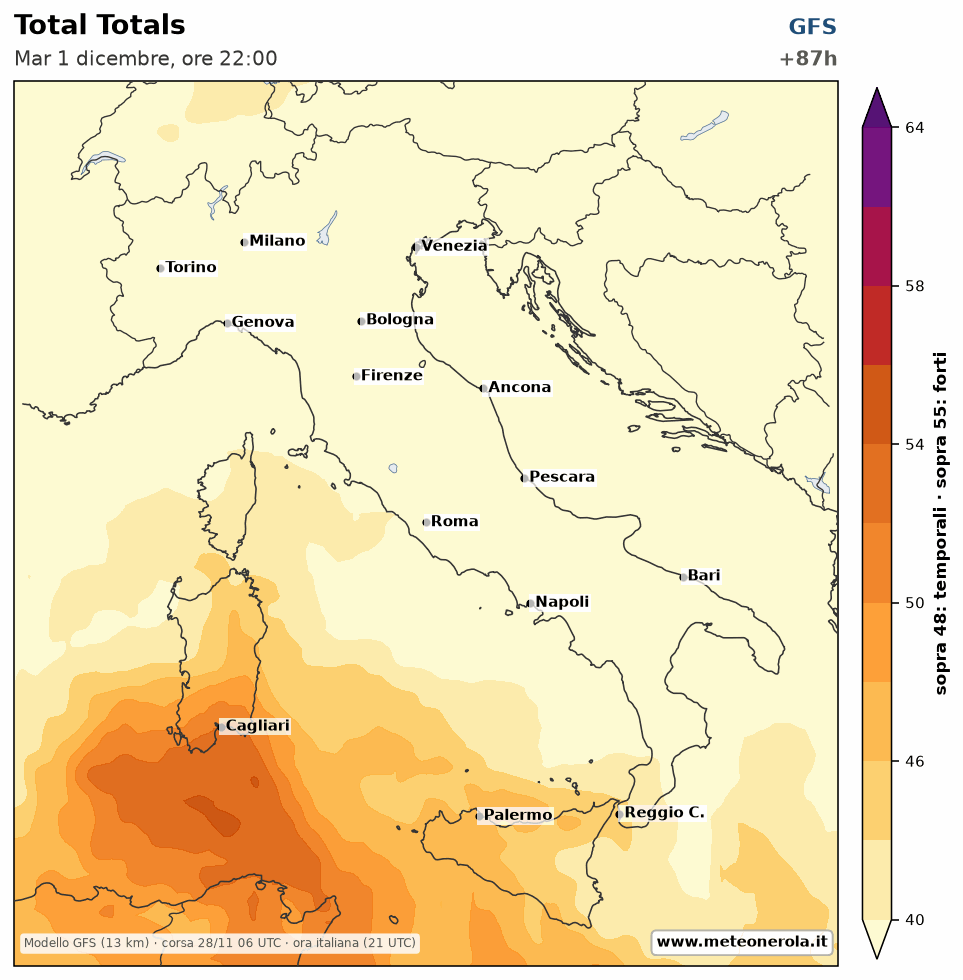 Total Totals
GFS
Mar 1 dicembre, ore 22:00
+87h
64
58
54
50
46
40
sopra 48: temporali · sopra 55: forti
Milano
Venezia
Torino
Genova
Bologna
Firenze
Ancona
Pescara
Roma
Bari
Napoli
Cagliari
Palermo
Reggio C.
Modello GFS (13 km) · corsa 28/11 06 UTC · ora italiana (21 UTC)
www.meteonerola.it